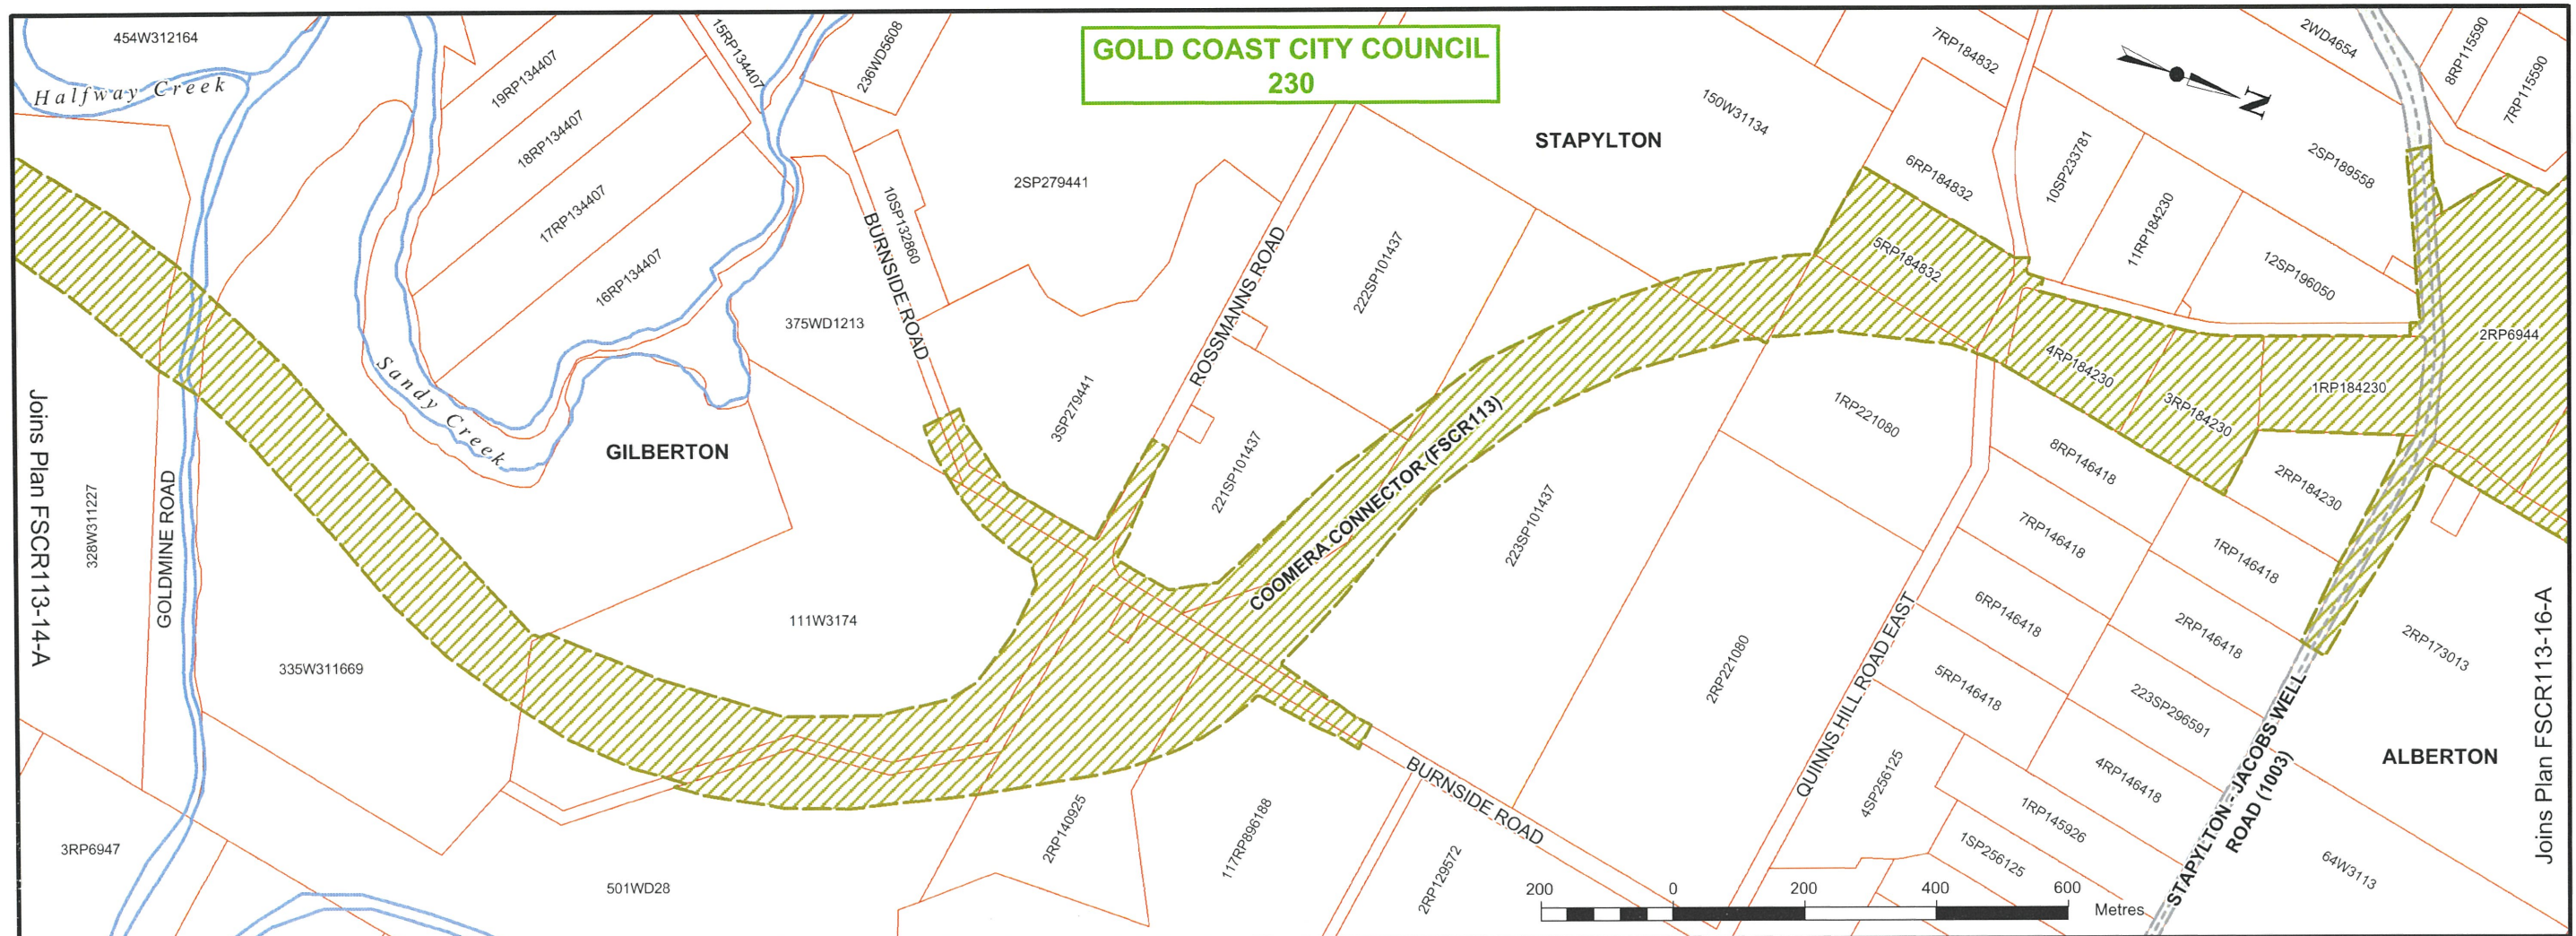 GOLD COAST CITY COUNCIL
230
454W312164
Halfway Creek
19RP134407
18RP134407
17RP134407
16RP134407
15RP134407
236WD5608
2SP279441
10SP132860
BURNSIDE ROAD
375WD1213
Sandy Creek
GILBERTON
3SP279441
ROSSMANNS ROAD
222SP101437
221SP101437
STAPYLTON
150W31134
7RP184832
6RP184832
5RP184832
10SP233781
11RP184230
12SP196050
2SP189558
2WD4654
8RP115590
7RP115590
N
2RP6944
4RP184230
3RP184230
1RP184230
2RP184230
COOMERA CONNECTOR (FSCR113)
223SP101437
1RP221080
2RP221080
8RP146418
7RP146418
6RP146418
5RP146418
1RP146418
2RP146418
223SP296591
4RP146418
4SP256125
1RP145926
1SP256125
QUINNS HILL ROAD EAST
STAPYLTON - JACOBS WELL
ROAD (1003)
2RP173013
ALBERTON
64W3113
Joins Plan FSCR113-14-A
328W311227
GOLDMINE ROAD
335W311669
111W3174
3RP6947
501WD28
2RP140925
117RP896188
2RP129572
BURNSIDE ROAD
200 0 200 400 600
Metres
Joins Plan FSCR113-16-A